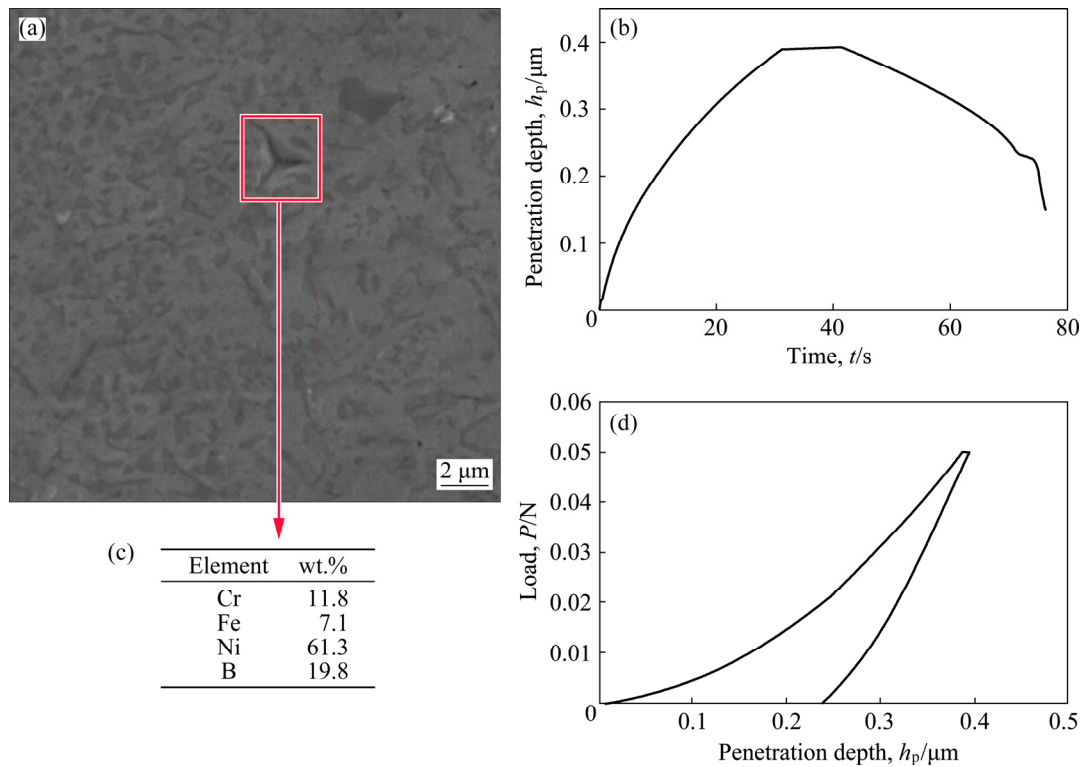 (a)
2 μm
(b)
Penetration depth, hp/μm
0.4
0.3
0.2
0.1
0
0 20 40 60 80
Time, t/s
(c)
Element wt.%
Cr 11.8
Fe 7.1
Ni 61.3
B 19.8
(d)
Load, P/N
0.06
0.05
0.04
0.03
0.02
0.01
0
0.1 0.2 0.3 0.4 0.5
Penetration depth, hp/μm